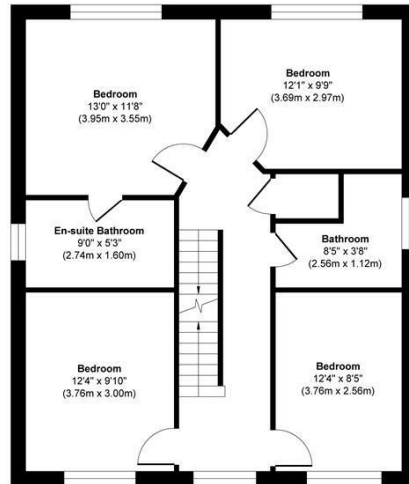 Bedroom
13'0" x 11'8"
(3.95m x 3.55m)
Bedroom
12'1" x 9'9"
(3.69m x 2.97m)
En-suite Bathroom
9'0" x 5'3"
(2.74m x 1.60m)
Bathroom
8'5" x 3'8"
(2.56m x 1.12m)
Bedroom
12'4" x 9'10"
(3.76m x 3.00m)
Bedroom
12'4" x 8'5"
(3.76m x 2.56m)